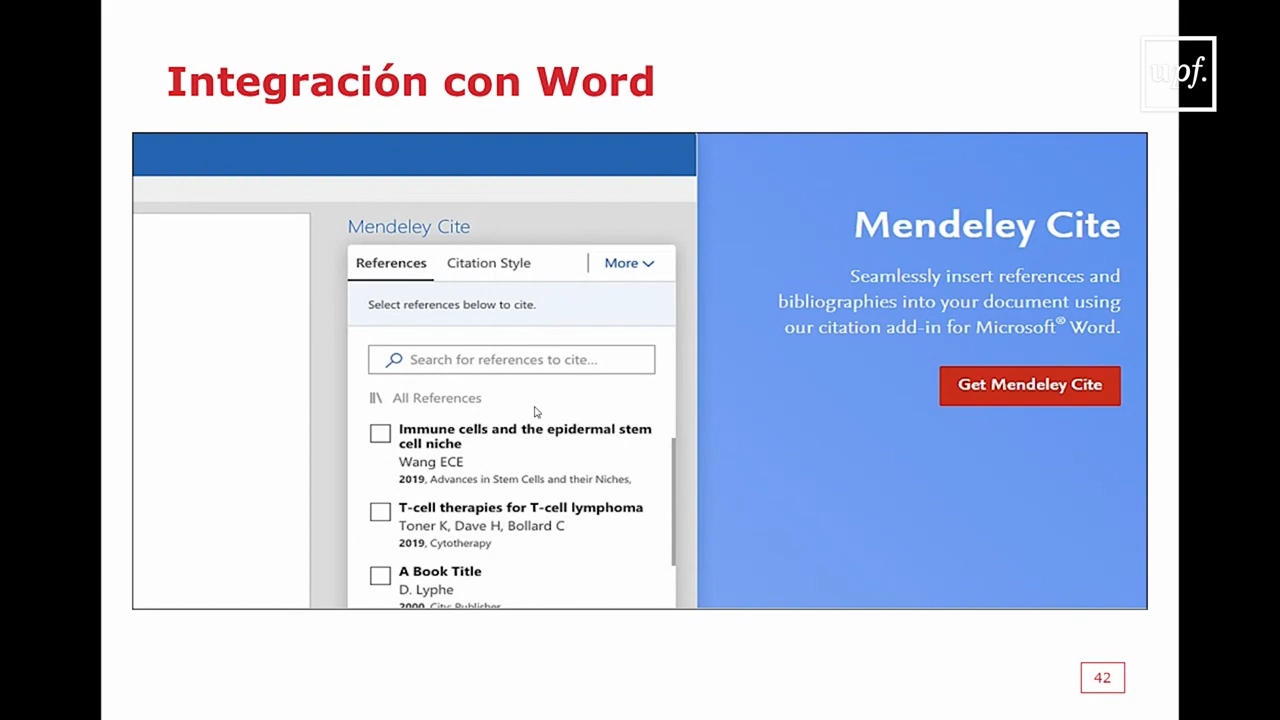 Integración con Word
upf.
Mendeley Cite
References
Citation Style
More
Select references below to cite.
Search for references to cite...
All References
Immune cells and the epidermal stem
cell niche
Wang ECE
2019, Advances in Stem Cells and their Niches,
T-cell therapies for T-cell lymphoma
Toner K, Dave H, Bollard C
2019, Cytotherapy
A Book Title
D. Lyphe
2000, City: Publisher
Mendeley Cite
Seamlessly insert references and
bibliographies into your document using
our citation add-in for Microsoft® Word.
Get Mendeley Cite
42